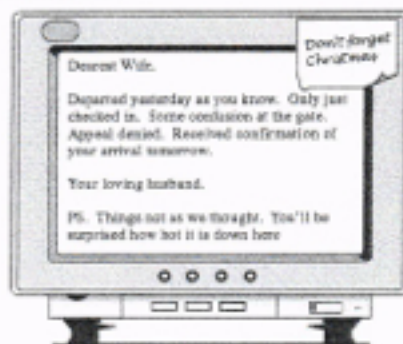 Don't forget
Christmas
Dearest Wife,
Departed yesterday as you know. Only just
checked in. Some confusion at the gate.
Appeal denied. Received confirmation of
your arrival tomorrow.
Your loving husband.
PS. Things not as we thought. You'll be
surprised how hot it is down here